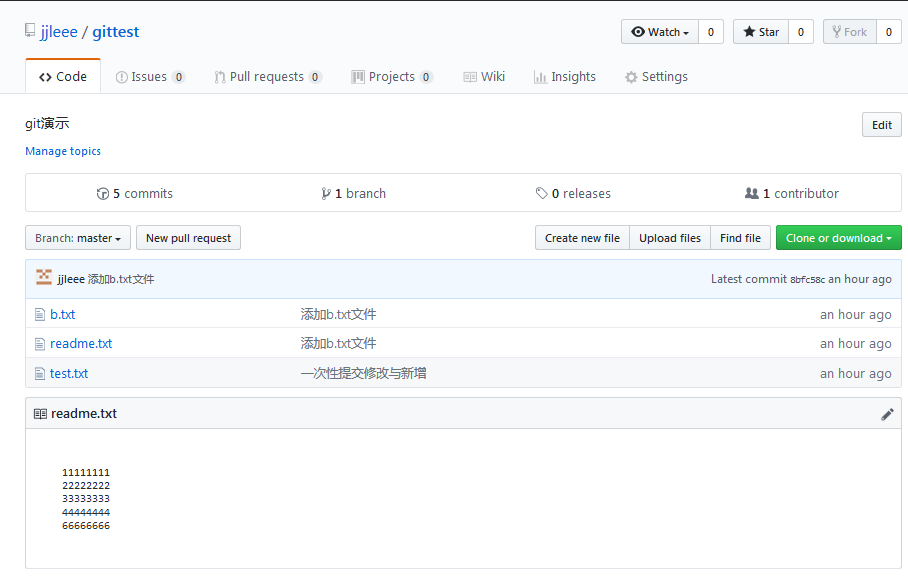 jjleee / gittest
Watch 0 Star 0 Fork 0
Code Issues 0 Pull requests 0 Projects 0 Wiki Insights Settings
git演示
Edit
Manage topics
5 commits 1 branch 0 releases 1 contributor
Branch: master New pull request Create new file Upload files Find file Clone or download
jjleee 添加b.txt文件 Latest commit 8bfc58c an hour ago
b.txt 添加b.txt文件 an hour ago
readme.txt 添加b.txt文件 an hour ago
test.txt 一次性提交修改与新增 an hour ago
readme.txt
11111111
22222222
33333333
44444444
66666666